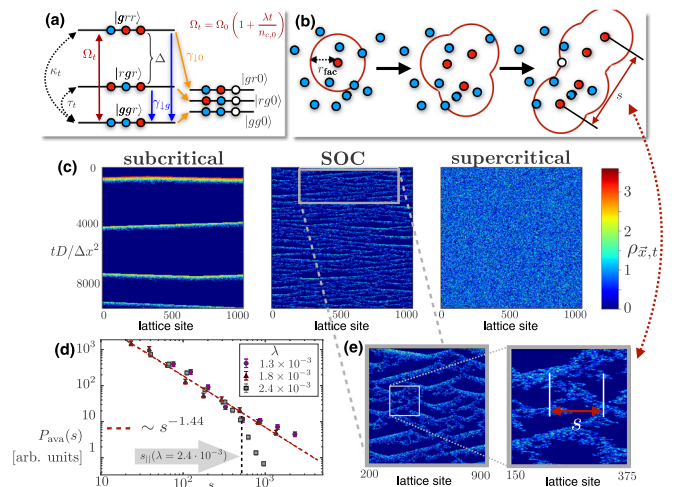 (a)
|grr⟩
Ω_t = Ω_0 (1 + λt / n_{c,0})
Ω_t
Δ
γ_{↓0}
κ_t
|rgr⟩
τ_t
γ_{↓g}
|ggr⟩
|gr0⟩
|rg0⟩
|gg0⟩
(b)
r_fac
s
(c)
subcritical
SOC
supercritical
0
4000
tD/Δx²
8000
0 500 1000
0 500 1000
0 500 1000
lattice site
lattice site
lattice site
3
2
1
0
ρ_{x⃗,t}
(d)
10³
10²
10
1
P_ava(s)
[arb. units]
λ
1.3 × 10⁻³
1.8 × 10⁻³
2.4 × 10⁻³
∼ s^{−1.44}
s_{||}(λ = 2.4 · 10⁻³)
10 10² 10³
s
(e)
s
200 900
150 375
lattice site
lattice site